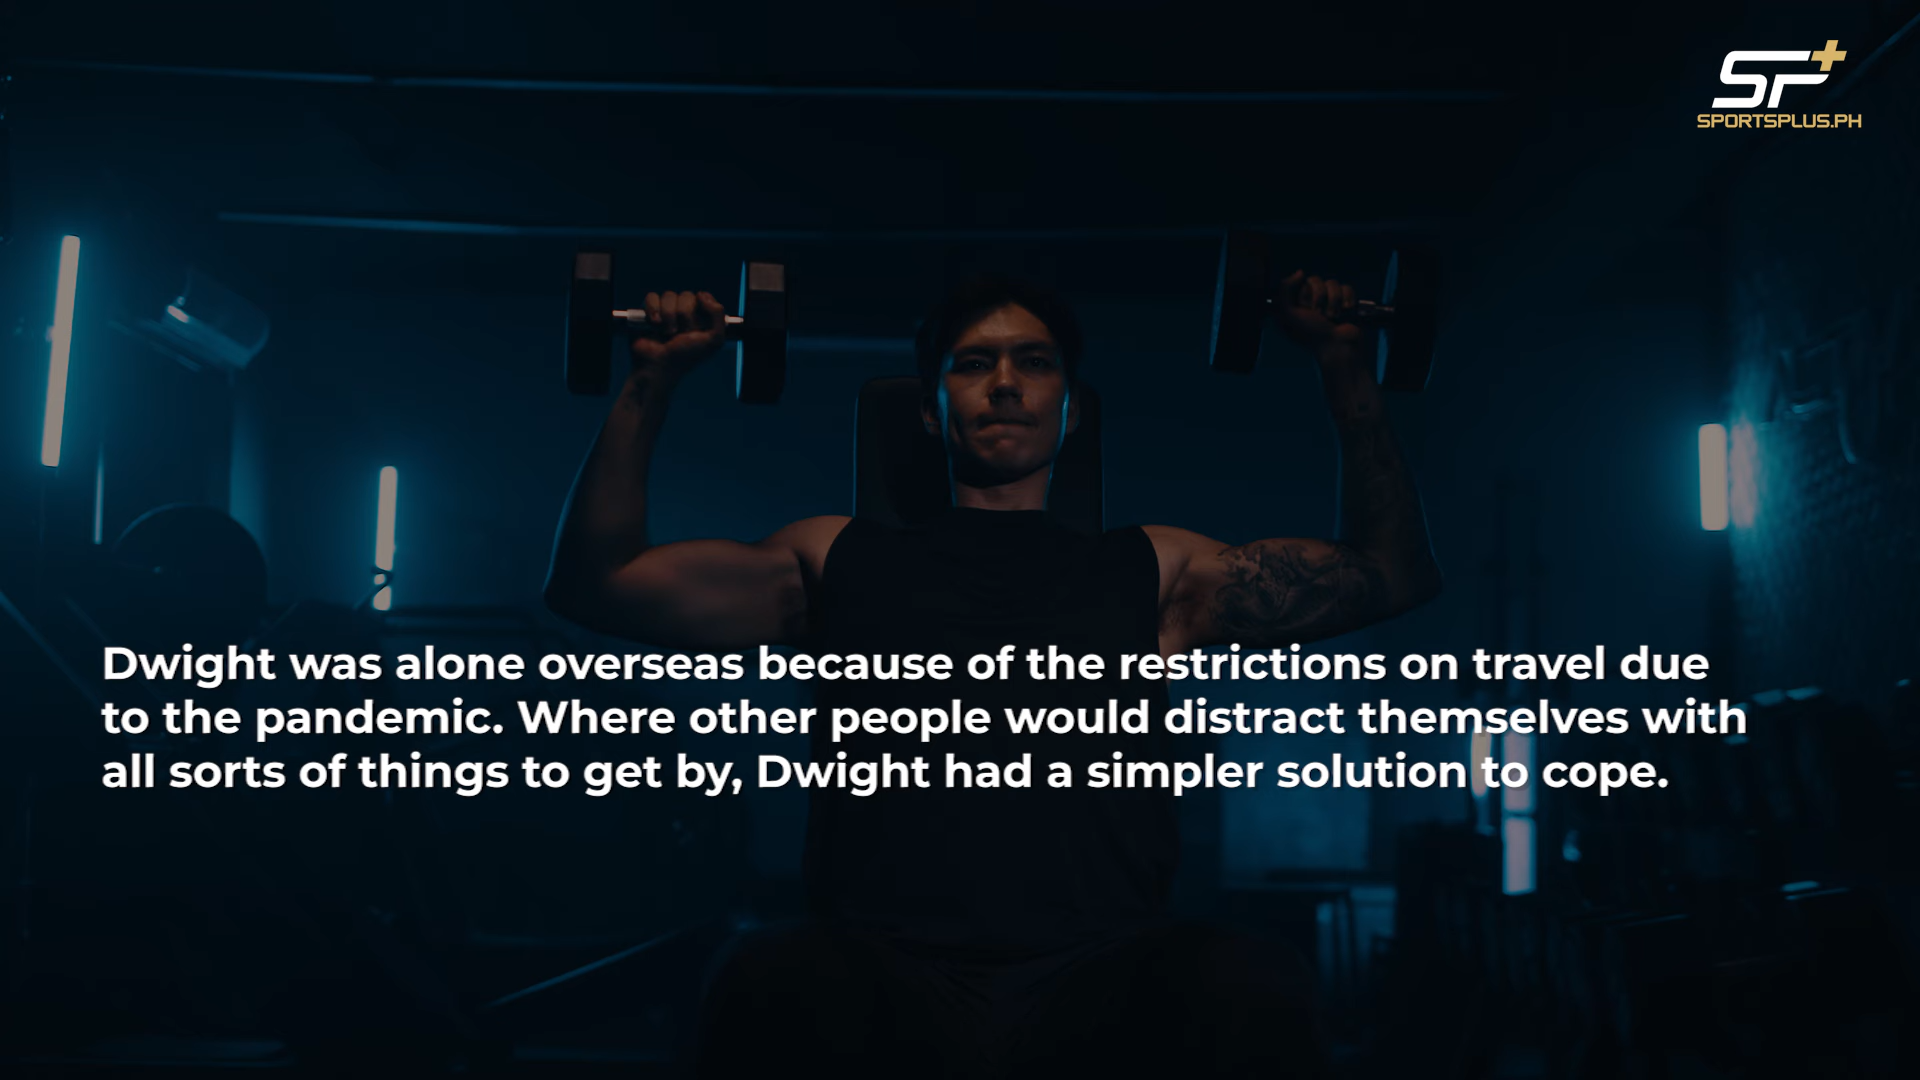 SP+
SPORTSPLUS.PH
Dwight was alone overseas because of the restrictions on travel due
to the pandemic. Where other people would distract themselves with
all sorts of things to get by, Dwight had a simpler solution to cope.